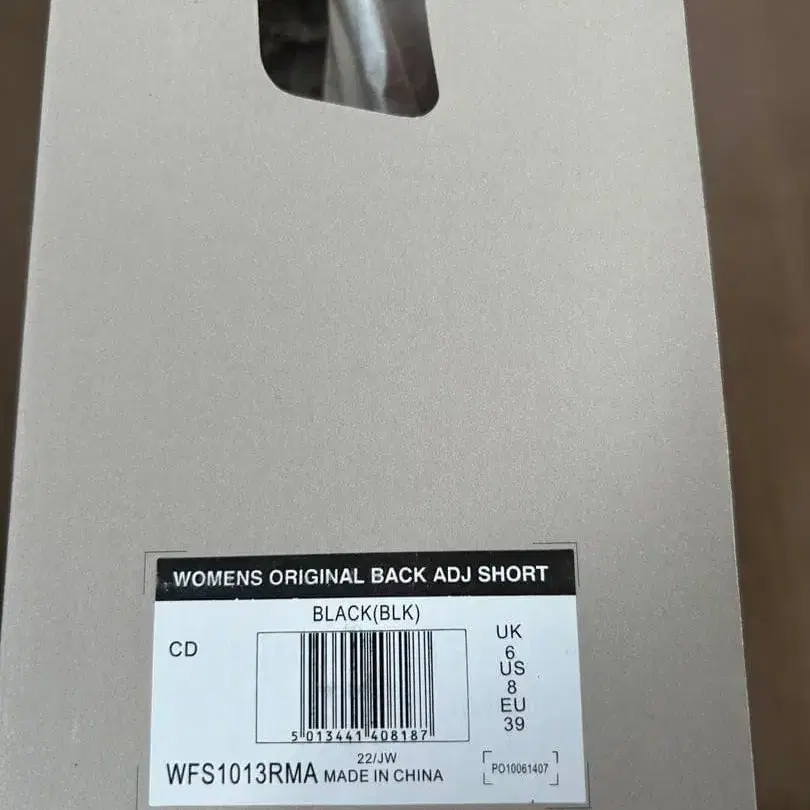 WOMENS ORIGINAL BACK ADJ SHORT
BLACK(BLK)
CD
5 013441 408187
UK
6
US
8
EU
39
22/JW
WFS1013RMA MADE IN CHINA
PO10061407